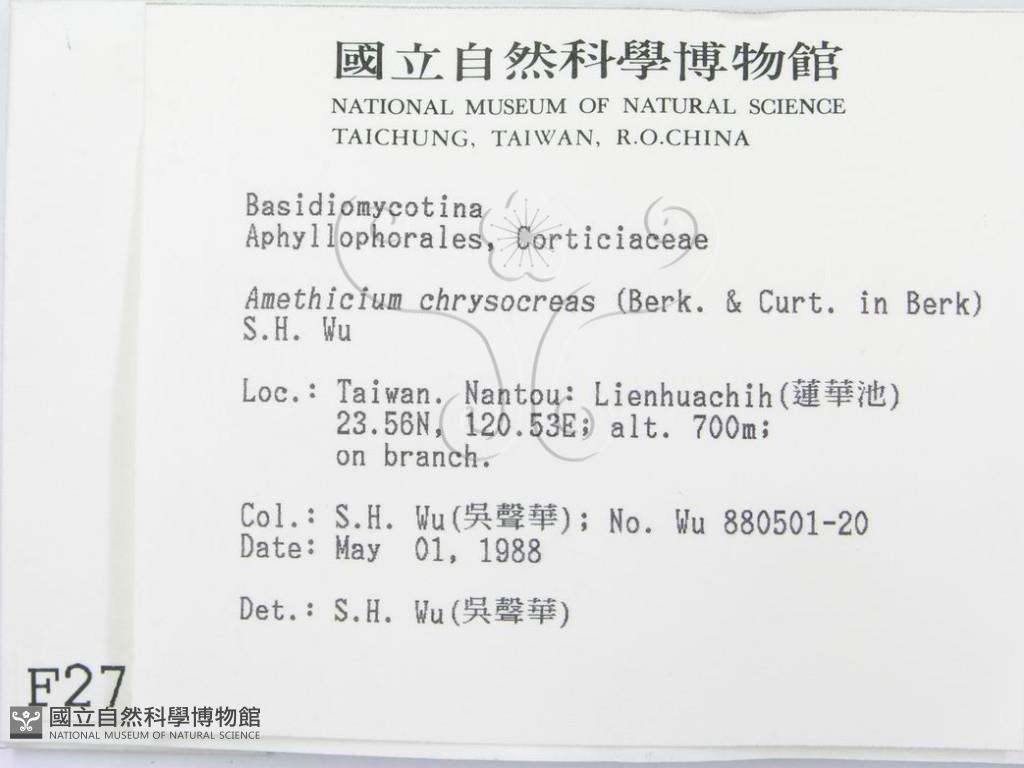 國立自然科學博物館
NATIONAL MUSEUM OF NATURAL SCIENCE
TAICHUNG, TAIWAN, R.O.CHINA
Basidiomycotina
Aphyllophorales, Corticiaceae
Amethicium chrysocreas (Berk. & Curt. in Berk)
S.H. Wu
Loc.: Taiwan. Nantou: Lienhuachih(蓮華池)
23.56N, 120.53E; alt. 700m;
on branch.
Col.: S.H. Wu(吳聲華); No. Wu 880501-20
Date: May 01, 1988
Det.: S.H. Wu(吳聲華)
F27
國立自然科學博物館
NATIONAL MUSEUM OF NATURAL SCIENCE